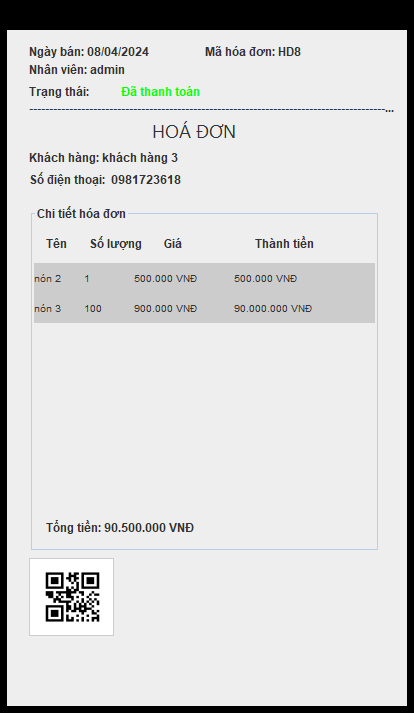 Ngày bán: 08/04/2024 Mã hóa đơn: HD8
Nhân viên: admin
Trạng thái: Đã thanh toán
--------------------------------------------------------------------------------------------...
HOÁ ĐƠN
Khách hàng: khách hàng 3
Số điện thoại: 0981723618
Chi tiết hóa đơn
Tên Số lượng Giá Thành tiền
nón 2 1 500.000 VNĐ 500.000 VNĐ
nón 3 100 900.000 VNĐ 90.000.000 VNĐ
Tổng tiền: 90.500.000 VNĐ